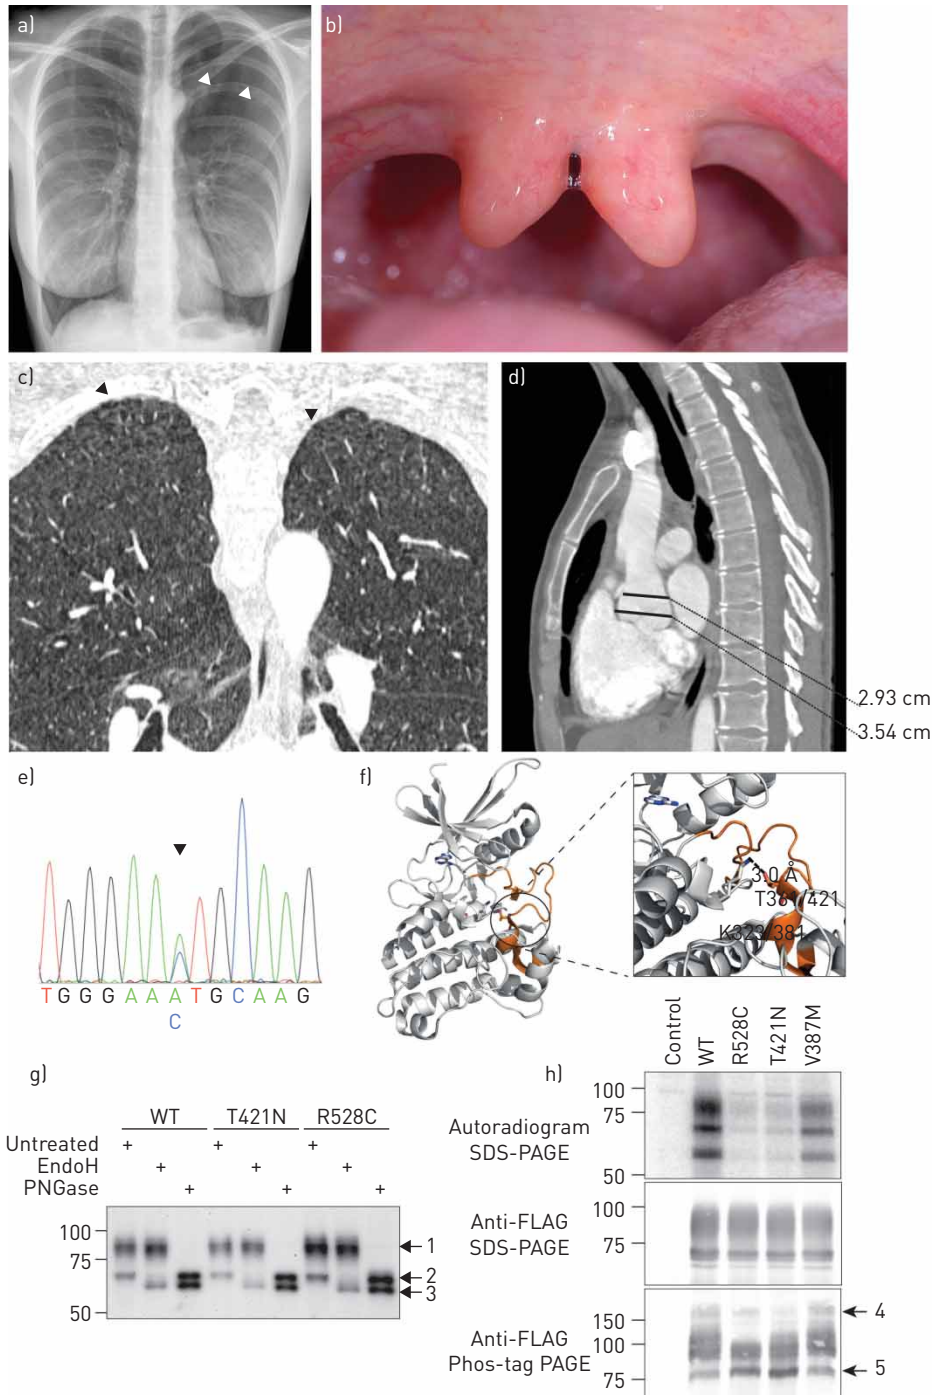 a)
b)
c)
d)
2.93 cm
3.54 cm
e)
T G G G A A A T G C A A G
C
f)
3.0 Å
T381/421
K323/381
g)
WT T421N R528C
Untreated + + +
EndoH + + +
PNGase + + +
100
75
50
1
2
3
h)
Control WT R528C T421N V387M
Autoradiogram
SDS-PAGE
100
75
50
Anti-FLAG
SDS-PAGE
100
75
Anti-FLAG
Phos-tag PAGE
150
100
75
4
5